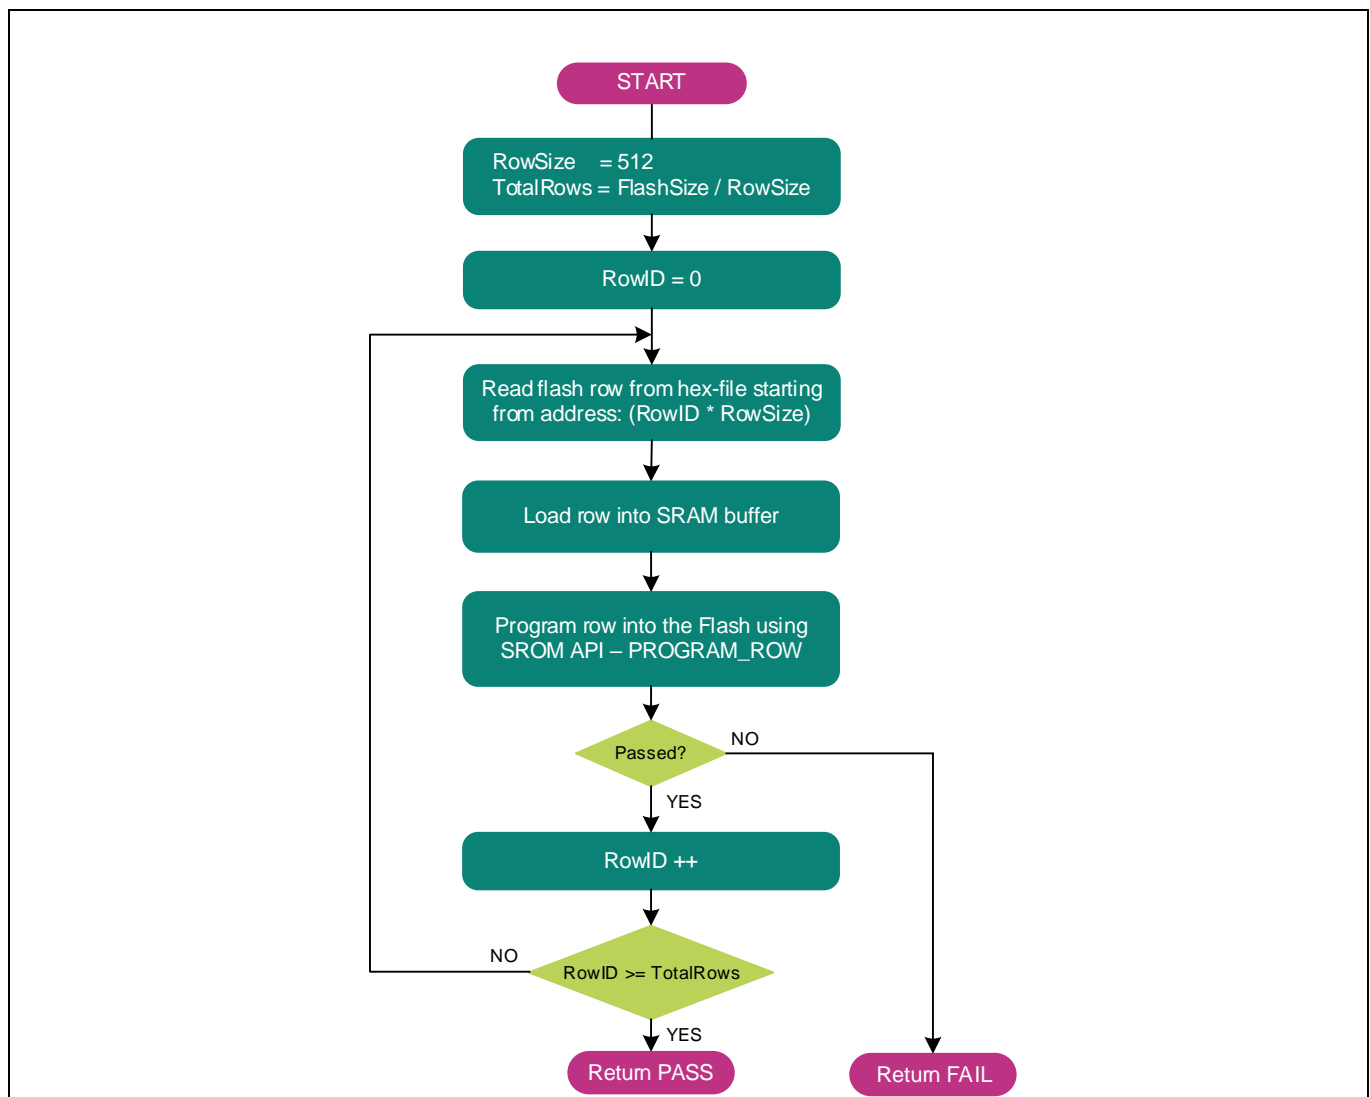 START
RowSize = 512
TotalRows = FlashSize / RowSize
RowID = 0
Read flash row from hex-file starting
from address: (RowID * RowSize)
Load row into SRAM buffer
Program row into the Flash using
SROM API – PROGRAM_ROW
Passed?
NO
YES
RowID ++
NO
RowID >= TotalRows
YES
Return PASS
Return FAIL